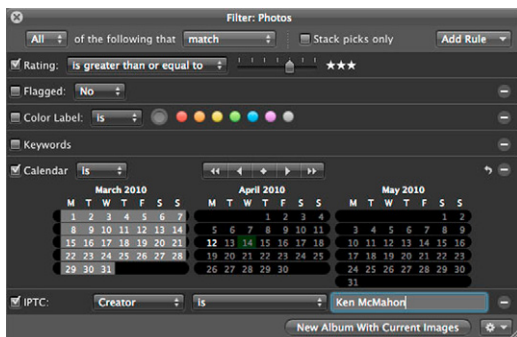 Filter: Photos
All of the following that match Stack picks only Add Rule
Rating: is greater than or equal to ★★★
Flagged: No
Color Label: is
Keywords
Calendar is
March 2010 April 2010 May 2010
M T W T F S S M T W T F S S M T W T F S S
1 2 3 4 5 6 7 1 2 3 4 1 2
8 9 10 11 12 13 14 5 6 7 8 9 10 11 3 4 5 6 7 8 9
15 16 17 18 19 20 21 12 13 14 15 16 17 18 10 11 12 13 14 15 16
22 23 24 25 26 27 28 19 20 21 22 23 24 25 17 18 19 20 21 22 23
29 30 31 26 27 28 29 30 24 25 26 27 28 29 30
31
IPTC: Creator is Ken McMahon
New Album With Current Images